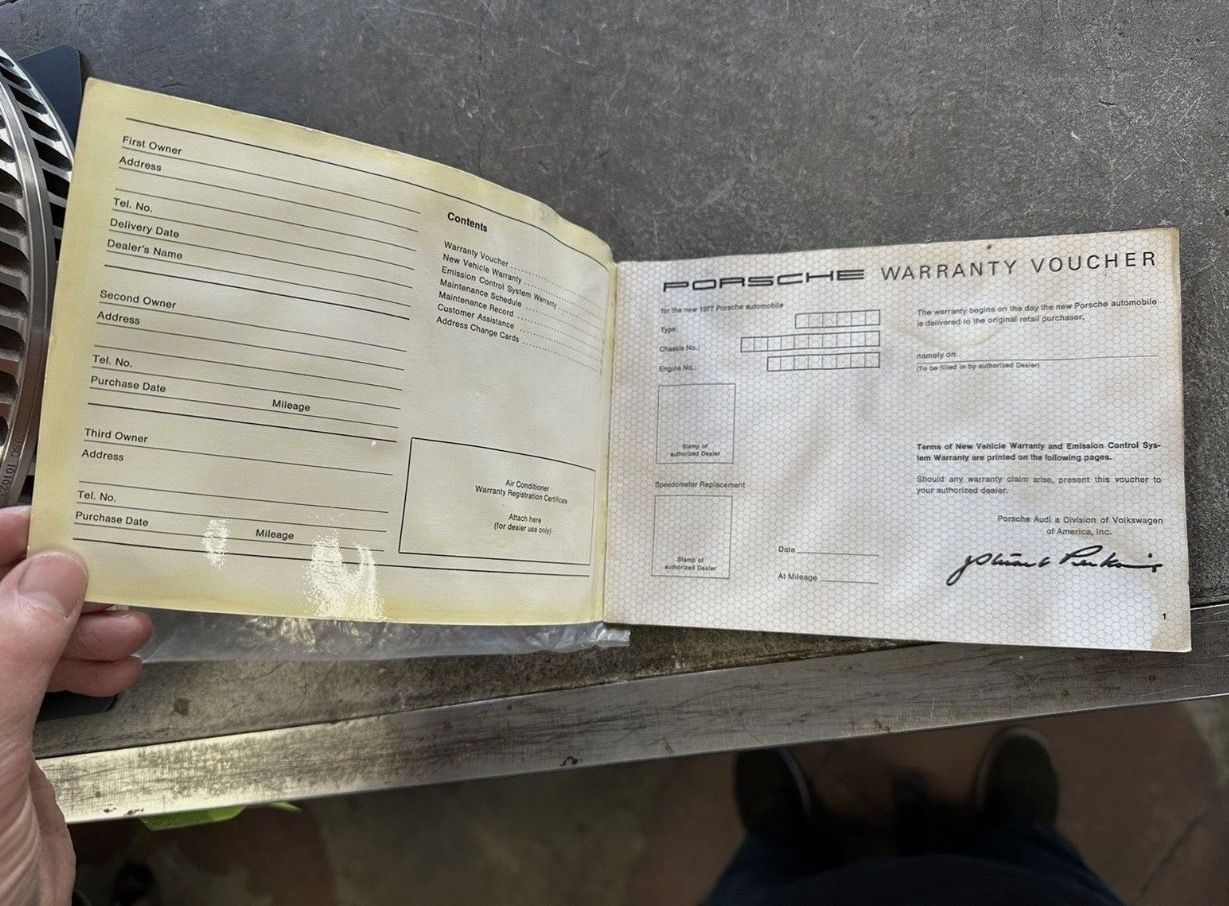 First Owner
Address
Tel. No.
Delivery Date
Dealer's Name
Second Owner
Address
Tel. No.
Purchase Date Mileage
Third Owner
Address
Tel. No.
Purchase Date Mileage
Contents
Warranty Voucher
New Vehicle Warranty
Emission Control System Warranty
Maintenance Schedule
Maintenance Record
Customer Assistance
Address Change Cards
Air Conditioner
Warranty Registration Certificate
Attach here
(for dealer use only)
PORSCHE WARRANTY VOUCHER
for the new 1977 Porsche automobile
Type:
Chassis No.:
Engine No.:
Stamp of
authorized Dealer
Speedometer Replacement
Stamp of
authorized Dealer
Date
At Mileage
The warranty begins on the day the new Porsche automobile
is delivered to the original retail purchaser,
namely on
(To be filled in by authorized Dealer)
Terms of New Vehicle Warranty and Emission Control Sys-
tem Warranty are printed on the following pages.
Should any warranty claim arise, present this voucher to
your authorized dealer.
Porsche Audi a Division of Volkswagen
of America, Inc.
1